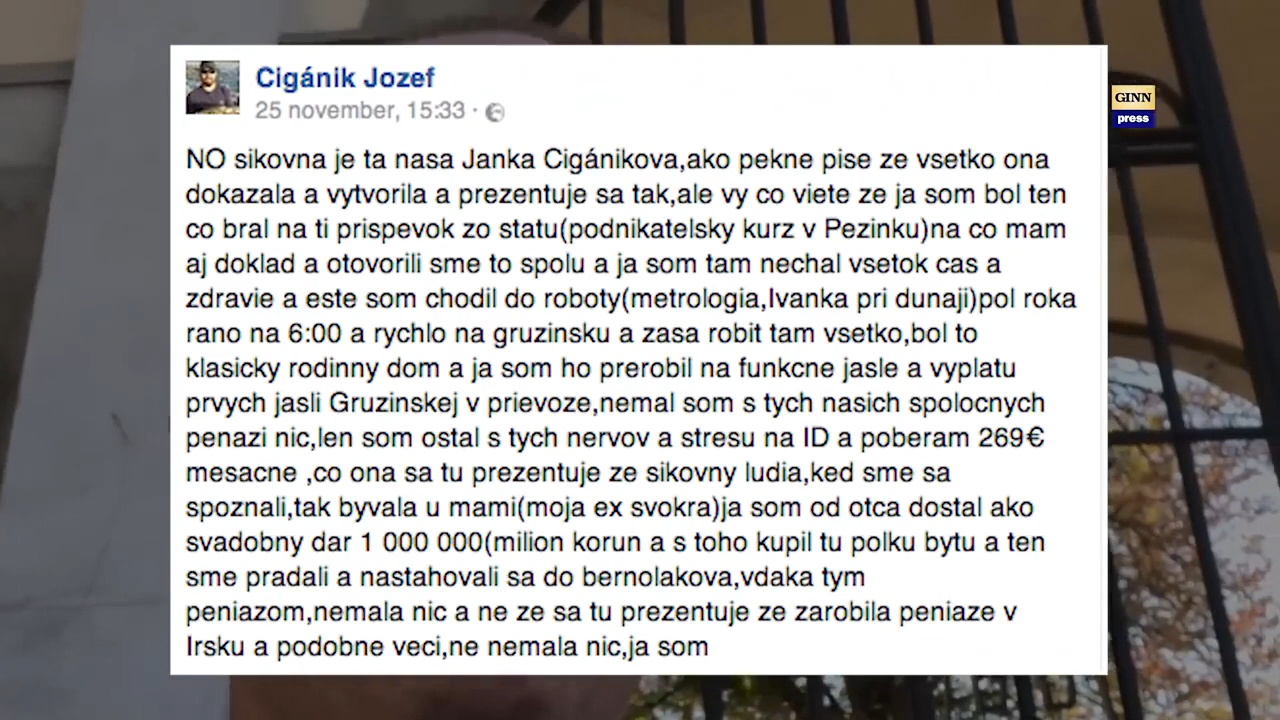 Cigánik Jozef
25 november, 15:33 ·
GINN
press
NO sikovna je ta nasa Janka Cigánikova,ako pekne pise ze vsetko ona
dokazala a vytvorila a prezentuje sa tak,ale vy co viete ze ja som bol ten
co bral na ti prispevok zo statu(podnikatelsky kurz v Pezinku)na co mam
aj doklad a otovorili sme to spolu a ja som tam nechal vsetok cas a
zdravie a este som chodil do roboty(metrologia,Ivanka pri dunaji)pol roka
rano na 6:00 a rychlo na gruzinsku a zasa robit tam vsetko,bol to
klasicky rodinny dom a ja som ho prerobil na funkcne jasle a vyplatu
prvych jasli Gruzinskej v prievoze,nemal som s tych nasich spolocnych
penazi nic,len som ostal s tych nervov a stresu na ID a poberam 269€
mesacne ,co ona sa tu prezentuje ze sikovny ludia,ked sme sa
spoznali,tak byvala u mami(moja ex svokra)ja som od otca dostal ako
svadobny dar 1 000 000(milion korun a s toho kupil tu polku bytu a ten
sme pradali a nastahovali sa do bernolakova,vdaka tym
peniazom,nemala nic a ne ze sa tu prezentuje ze zarobila peniaze v
Irsku a podobne veci,ne nemala nic,ja som